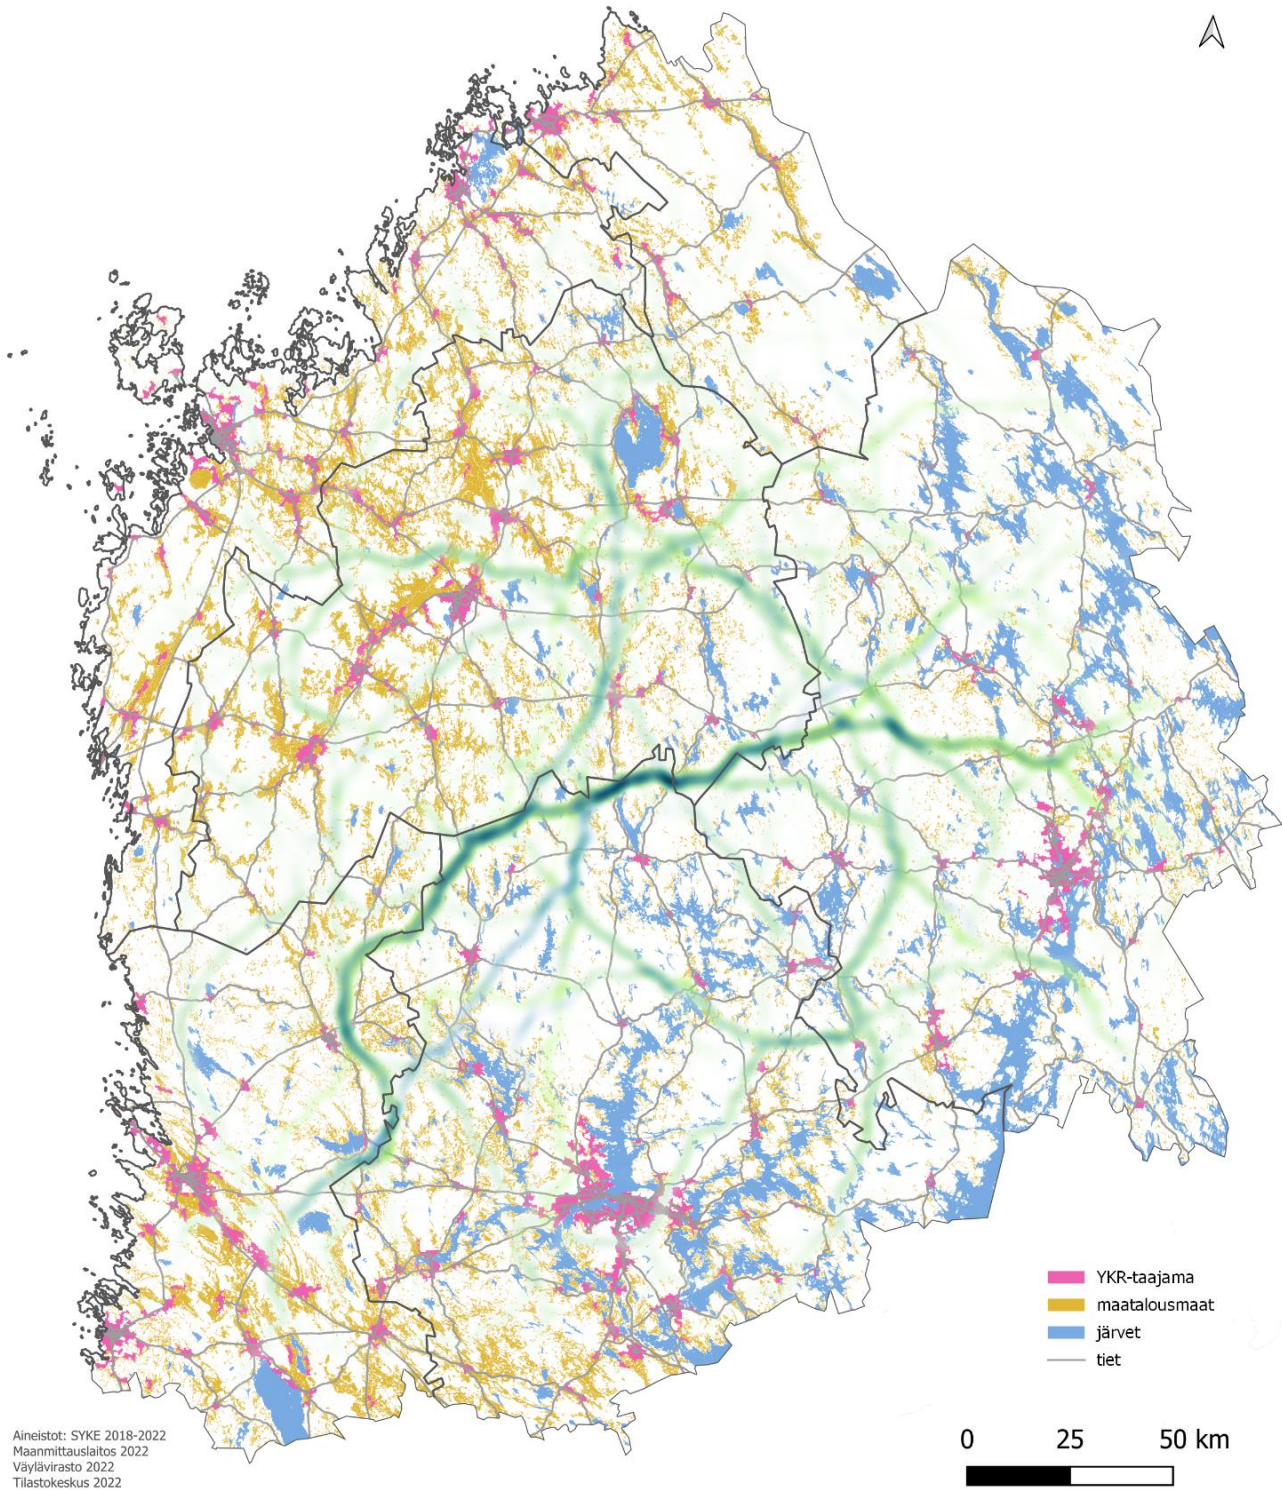 YKR-taajama
maatalousmaat
järvet
tiet
Aineistot: SYKE 2018-2022
Maanmittauslaitos 2022
Väylävirasto 2022
Tilastokeskus 2022
0 25 50 km